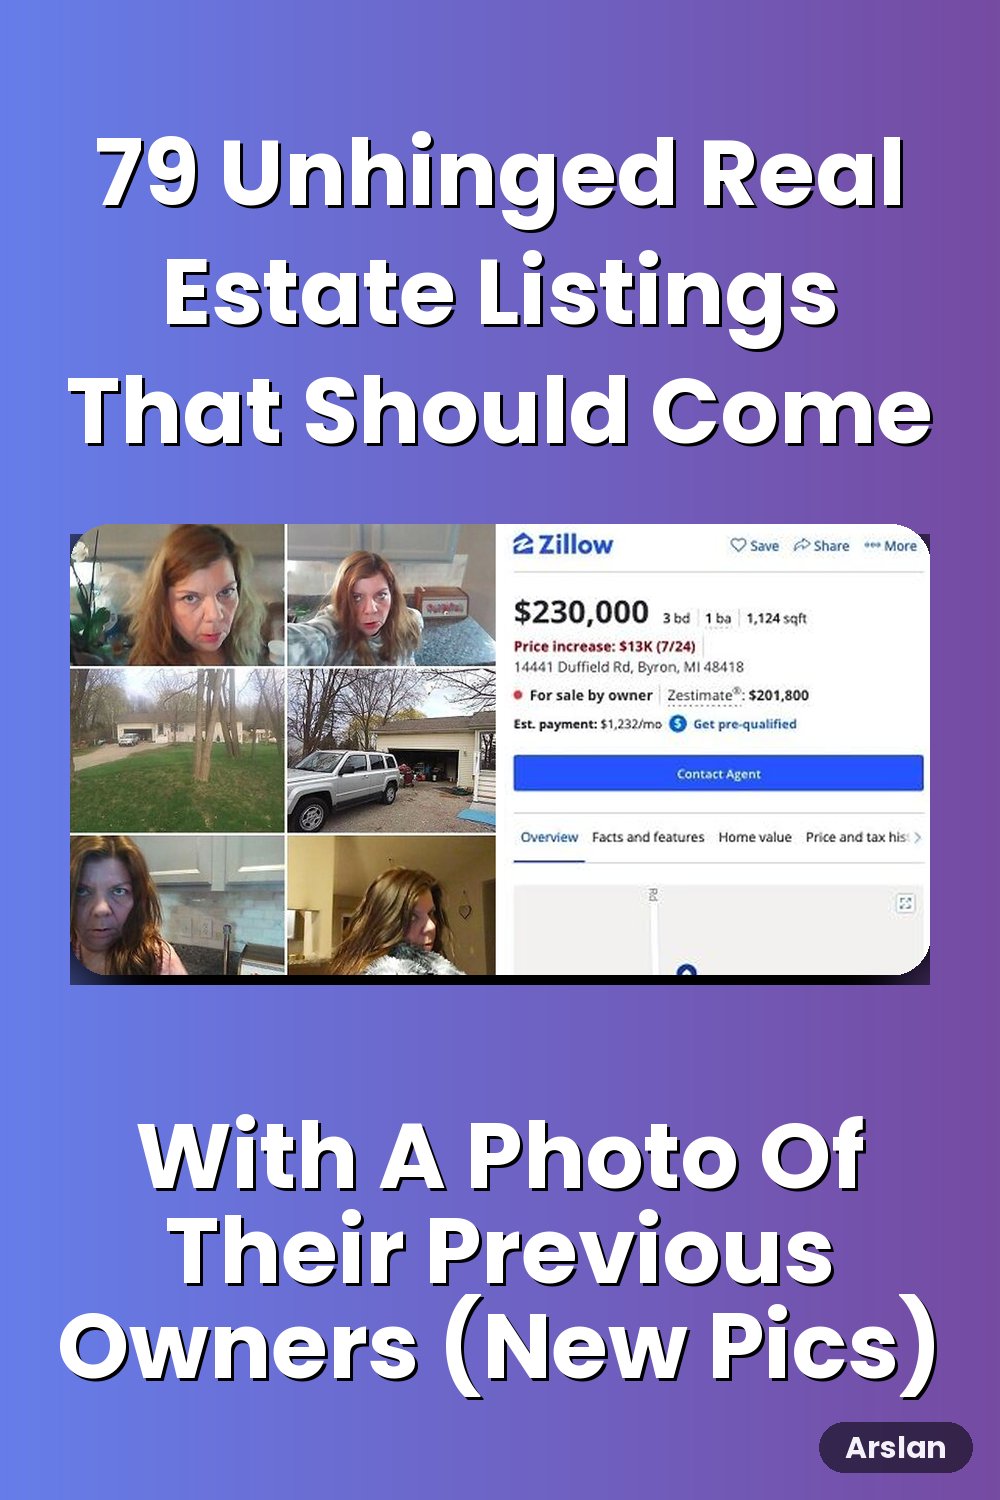 79 Unhinged Real
Estate Listings
That Should Come
Zillow
Save Share More
$230,000 3 bd 1 ba 1,124 sqft
Price increase: $13K (7/24)
14441 Duffield Rd, Byron, MI 48418
For sale by owner Zestimate®: $201,800
Est. payment: $1,232/mo $ Get pre-qualified
Contact Agent
Overview Facts and features Home value Price and tax his
Rd
With A Photo Of
Their Previous
Owners (New Pics)
Arslan